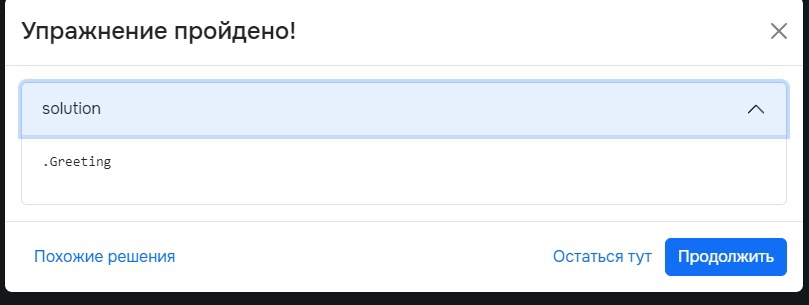 Упражнение пройдено!
solution
.Greeting
Похожие решения
Остаться тут
Продолжить